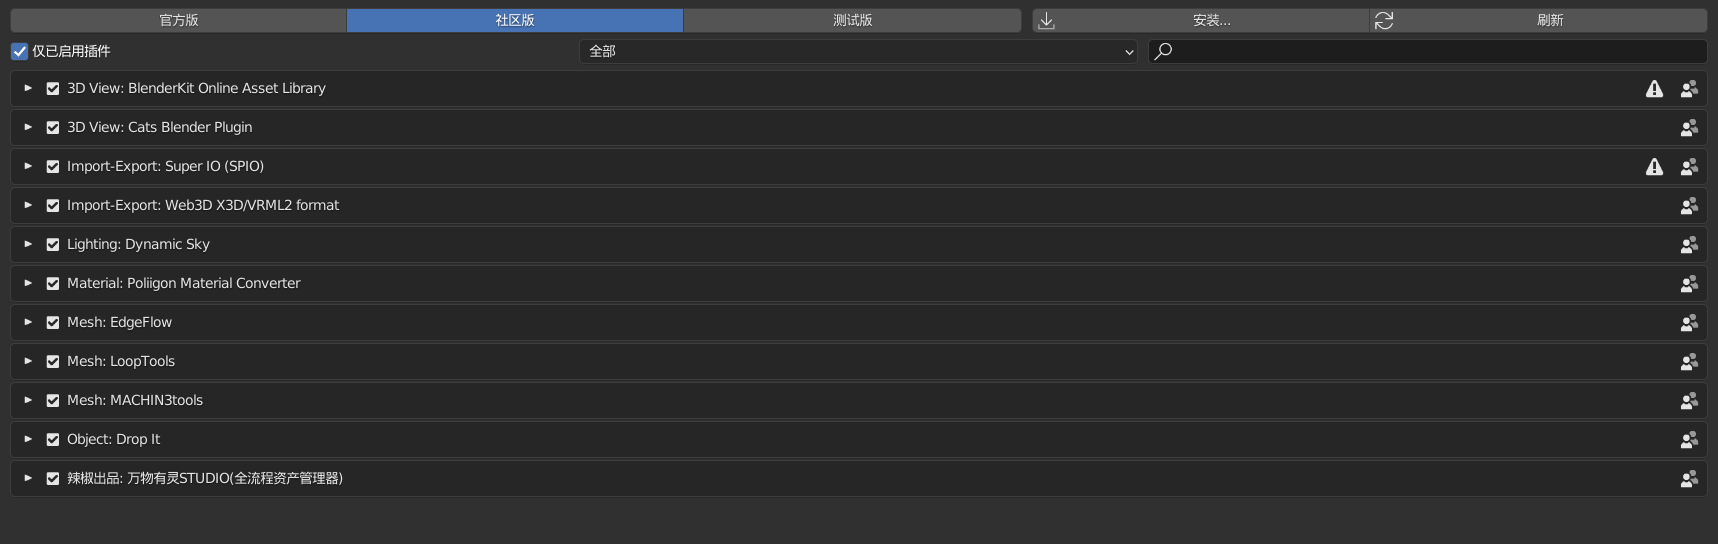 官方版 社区版 测试版 安装... 刷新
仅已启用插件 全部
3D View: BlenderKit Online Asset Library
3D View: Cats Blender Plugin
Import-Export: Super IO (SPIO)
Import-Export: Web3D X3D/VRML2 format
Lighting: Dynamic Sky
Material: Poliigon Material Converter
Mesh: EdgeFlow
Mesh: LoopTools
Mesh: MACHIN3tools
Object: Drop It
辣椒出品: 万物有灵STUDIO(全流程资产管理器)